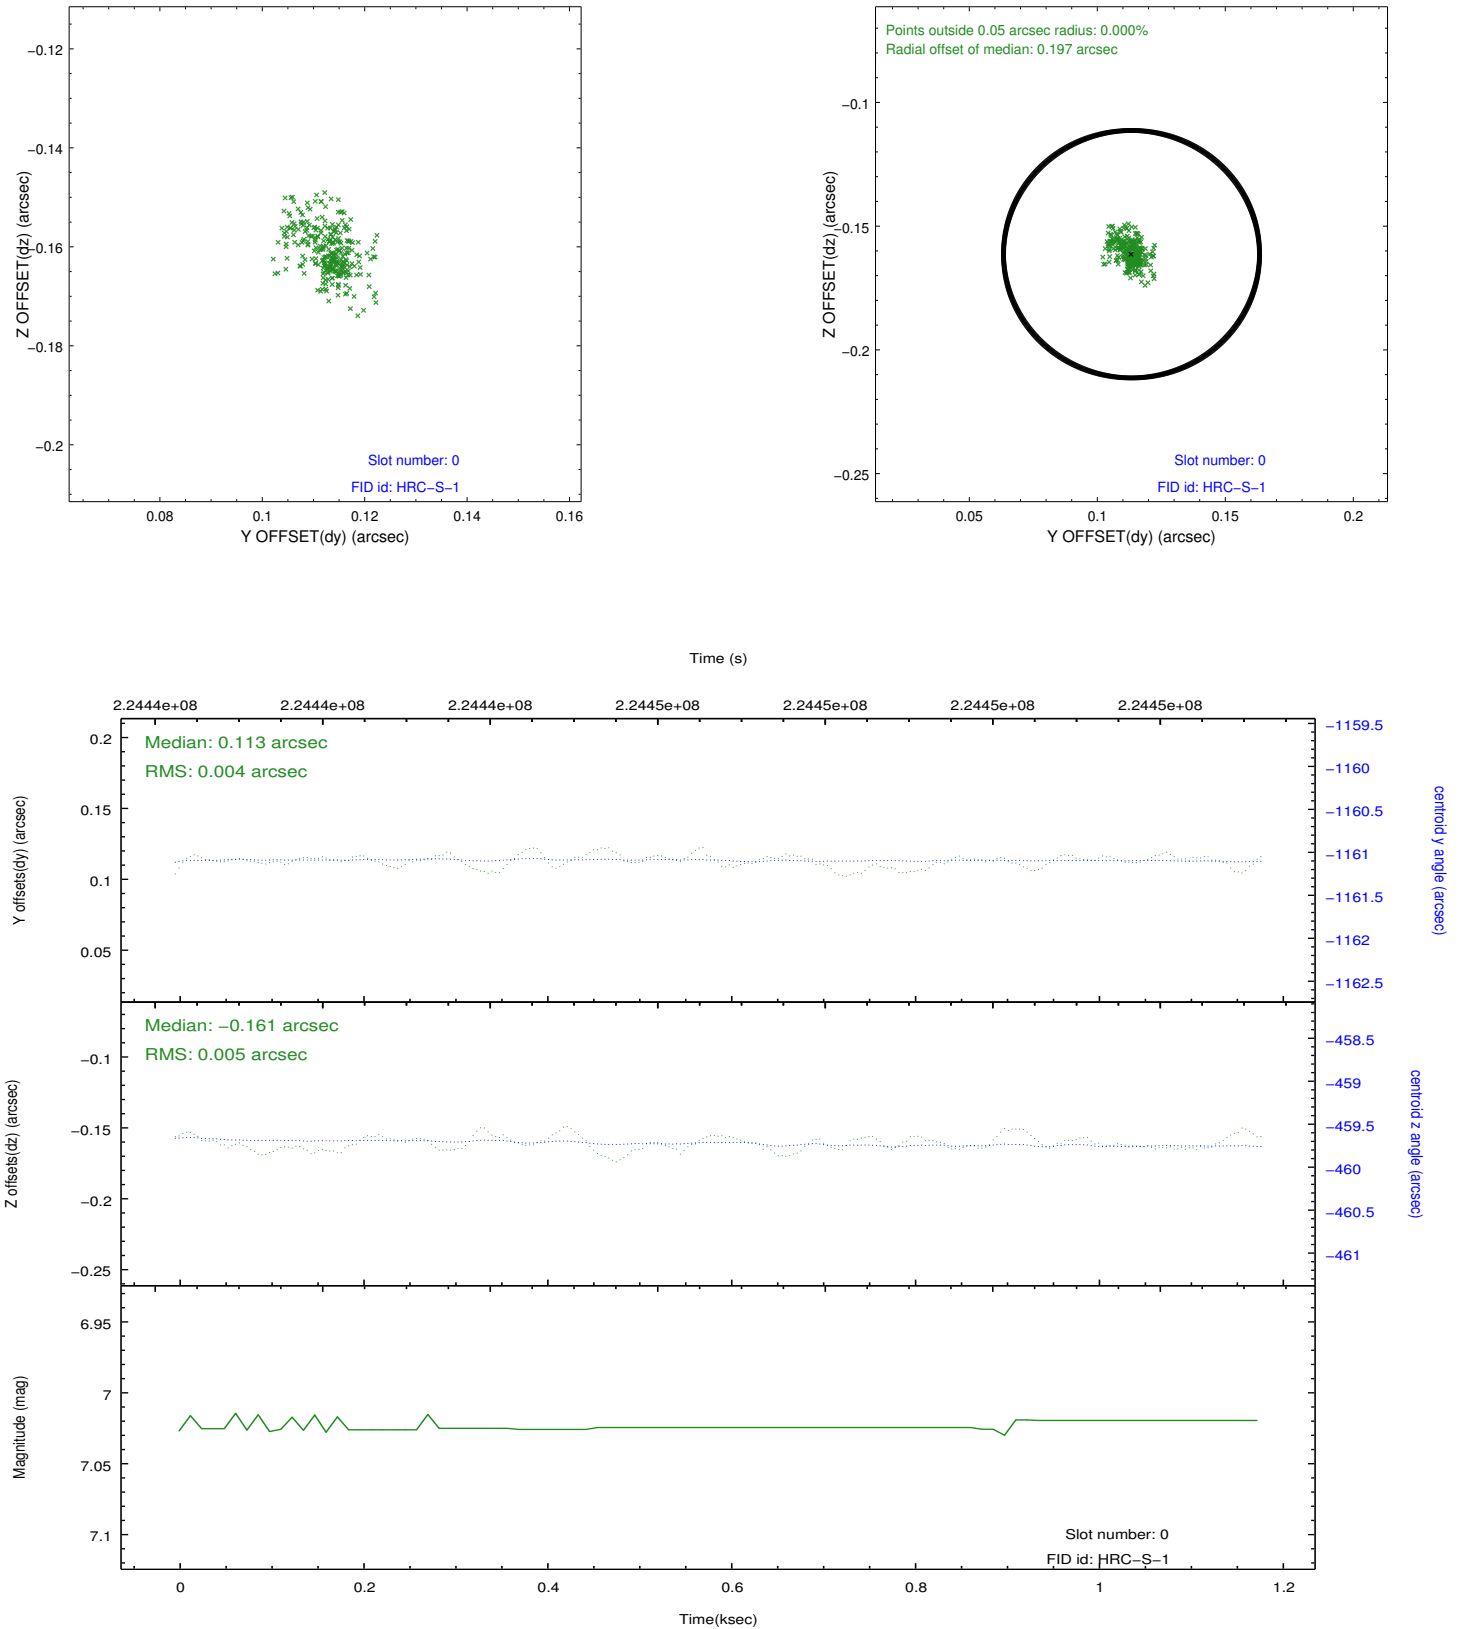 −0.12
−0.14
−0.16
−0.18
−0.2
Z OFFSET(dz) (arcsec)
Slot number: 0
FID id: HRC−S−1
0.08
0.1
0.12
0.14
0.16
Y OFFSET(dy) (arcsec)
Points outside 0.05 arcsec radius: 0.000%
Radial offset of median: 0.197 arcsec
−0.1
−0.15
−0.2
−0.25
Z OFFSET(dz) (arcsec)
Slot number: 0
FID id: HRC−S−1
0.05
0.1
0.15
0.2
Y OFFSET(dy) (arcsec)
Time (s)
2.2444e+08
2.2444e+08
2.2444e+08
2.2445e+08
2.2445e+08
2.2445e+08
2.2445e+08
Median: 0.113 arcsec
RMS: 0.004 arcsec
0.2
0.15
0.1
0.05
Y offsets(dy) (arcsec)
−1159.5
−1160
−1160.5
−1161
−1161.5
−1162
−1162.5
centroid y angle (arcsec)
Median: −0.161 arcsec
RMS: 0.005 arcsec
−0.1
−0.15
−0.2
−0.25
Z offsets(dz) (arcsec)
−458.5
−459
−459.5
−460
−460.5
−461
centroid z angle (arcsec)
6.95
7
7.05
7.1
Magnitude (mag)
Slot number: 0
FID id: HRC−S−1
0
0.2
0.4
0.6
0.8
1
1.2
Time(ksec)